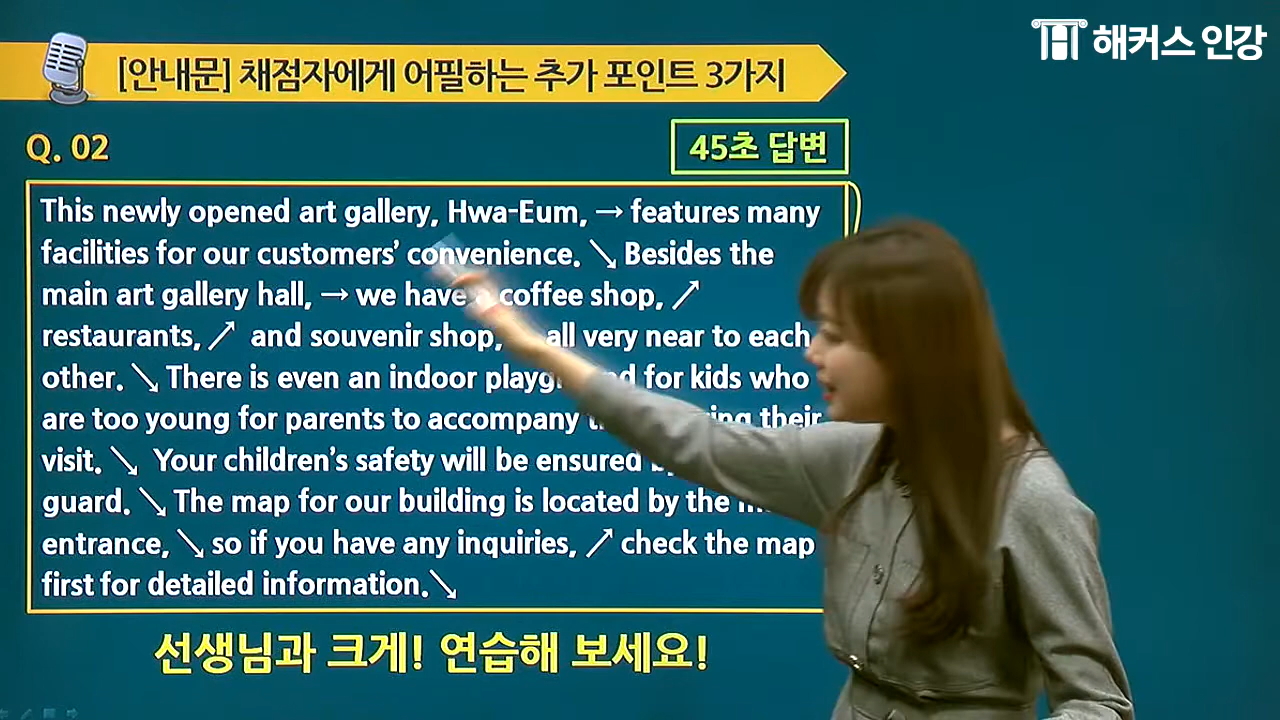 해커스 인강
[안내문] 채점자에게 어필하는 추가 포인트 3가지
Q. 02
45초 답변
This newly opened art gallery, Hwa-Eum, → features many
facilities for our customers’ convenience. ↘ Besides the
main art gallery hall, → we have a coffee shop, ↗
restaurants, ↗ and souvenir shop, all very near to each
other. ↘ There is even an indoor for kids who
are too young for parents to accompany their
visit. ↘ Your children’s safety will be ensured
guard. ↘ The map for our building is located by the
entrance, ↘ so if you have any inquiries, ↗ check the map
first for detailed information. ↘
선생님과 크게! 연습해 보세요!